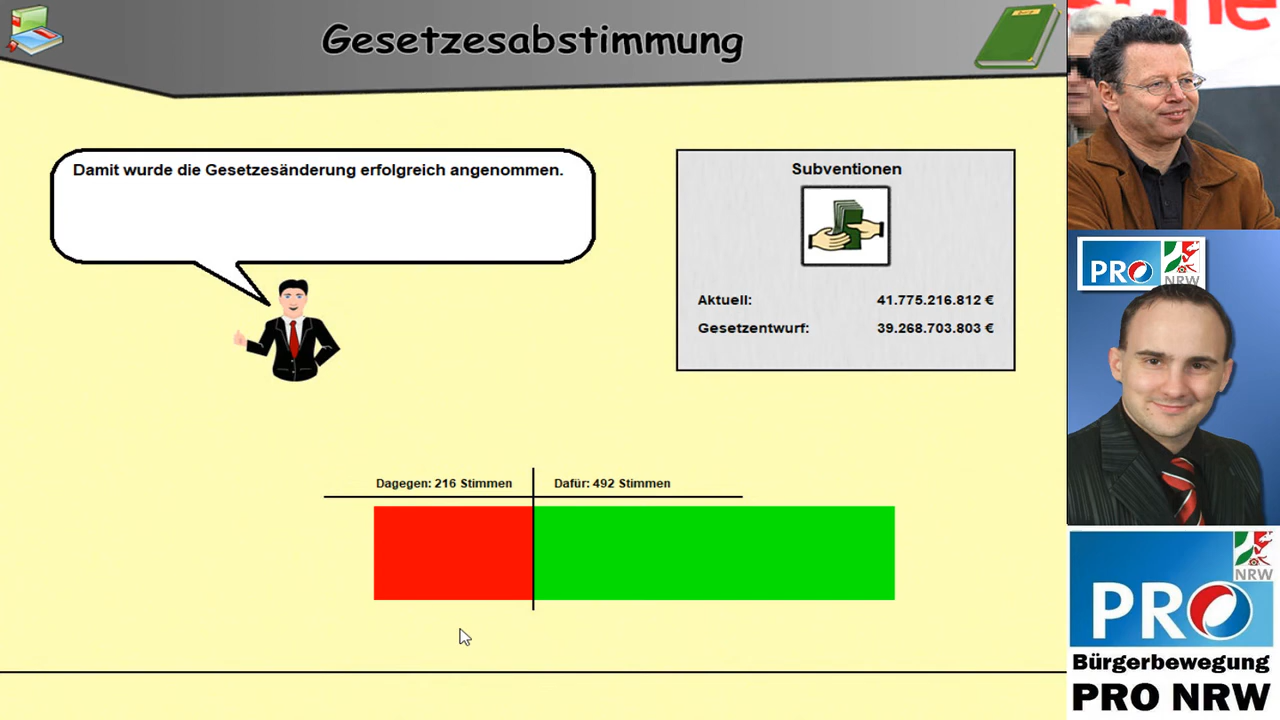 Gesetzesabstimmung
Damit wurde die Gesetzesänderung erfolgreich angenommen.
Subventionen
Aktuell: 41.775.216.812 €
Gesetzentwurf: 39.268.703.803 €
Dagegen: 216 Stimmen
Dafür: 492 Stimmen
che
PRO
NRW
NRW
PRO
Bürgerbewegung
PRO NRW